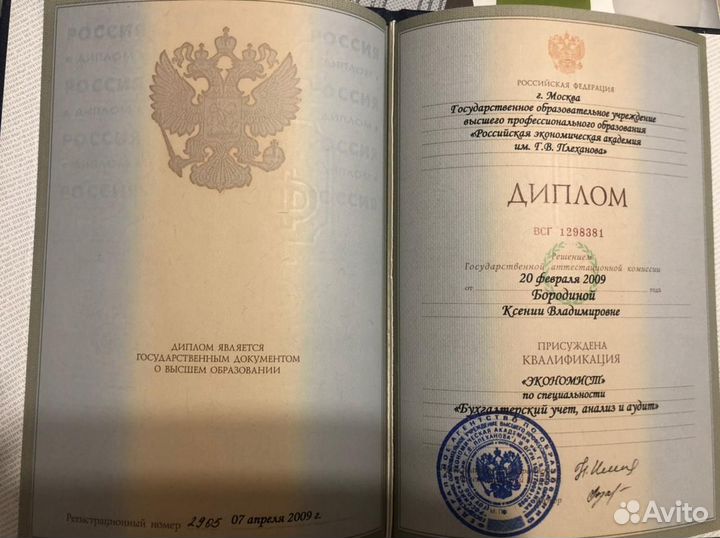 ДИПЛОМ ЯВЛЯЕТСЯ
ГОСУДАРСТВЕННЫМ ДОКУМЕНТОМ
О ВЫСШЕМ ОБРАЗОВАНИИ
Регистрационный номер 2905 07 апреля 2009 г.
РОССИЙСКАЯ ФЕДЕРАЦИЯ
г. Москва
Государственное образовательное учреждение
высшего профессионального образования
«Российская экономическая академия
им. Г.В. Плеханова»
ДИПЛОМ
ВСГ 1298381
Решением
Государственной аттестационной комиссии
от 20 февраля 2009 года
Бородиной
Ксении Владимировне
ПРИСУЖДЕНА
КВАЛИФИКАЦИЯ
«ЭКОНОМИСТ»
по специальности
«Бухгалтерский учет, анализ и аудит»
Avito